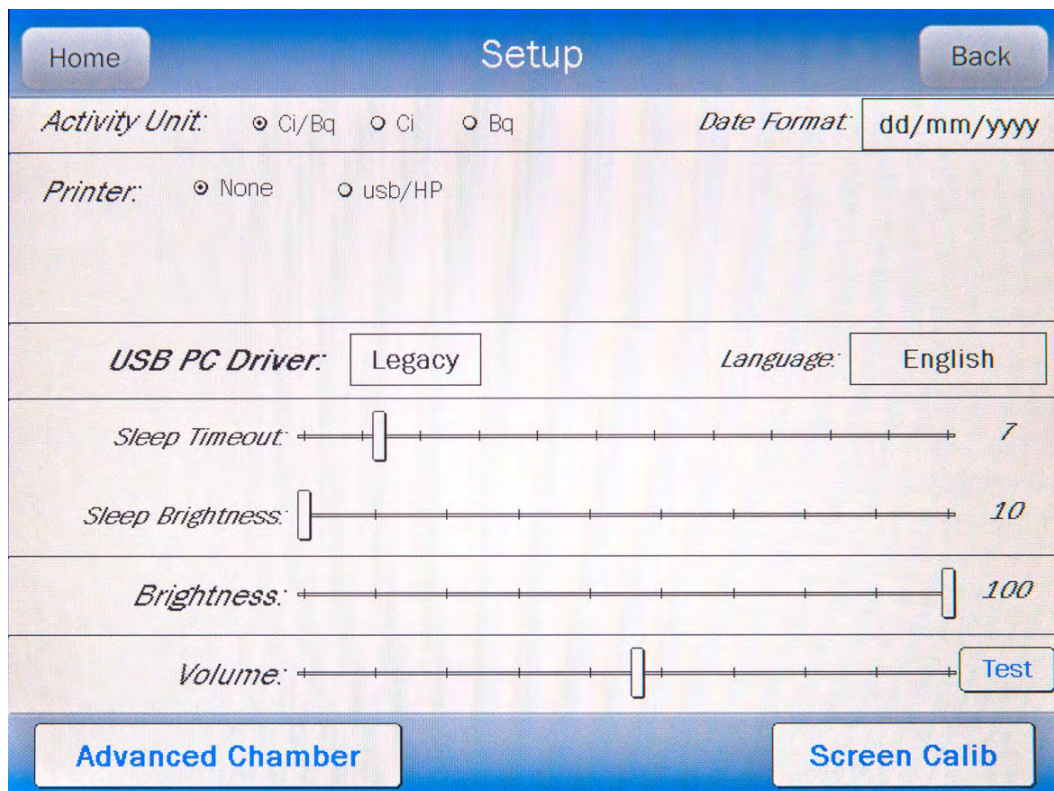 Home Setup Back
Activity Unit: Ci/Bq Ci Bq Date Format: dd/mm/yyyy
Printer: None usb/HP
USB PC Driver: Legacy Language: English
Sleep Timeout: 7
Sleep Brightness: 10
Brightness: 100
Volume: Test
Advanced Chamber Screen Calib